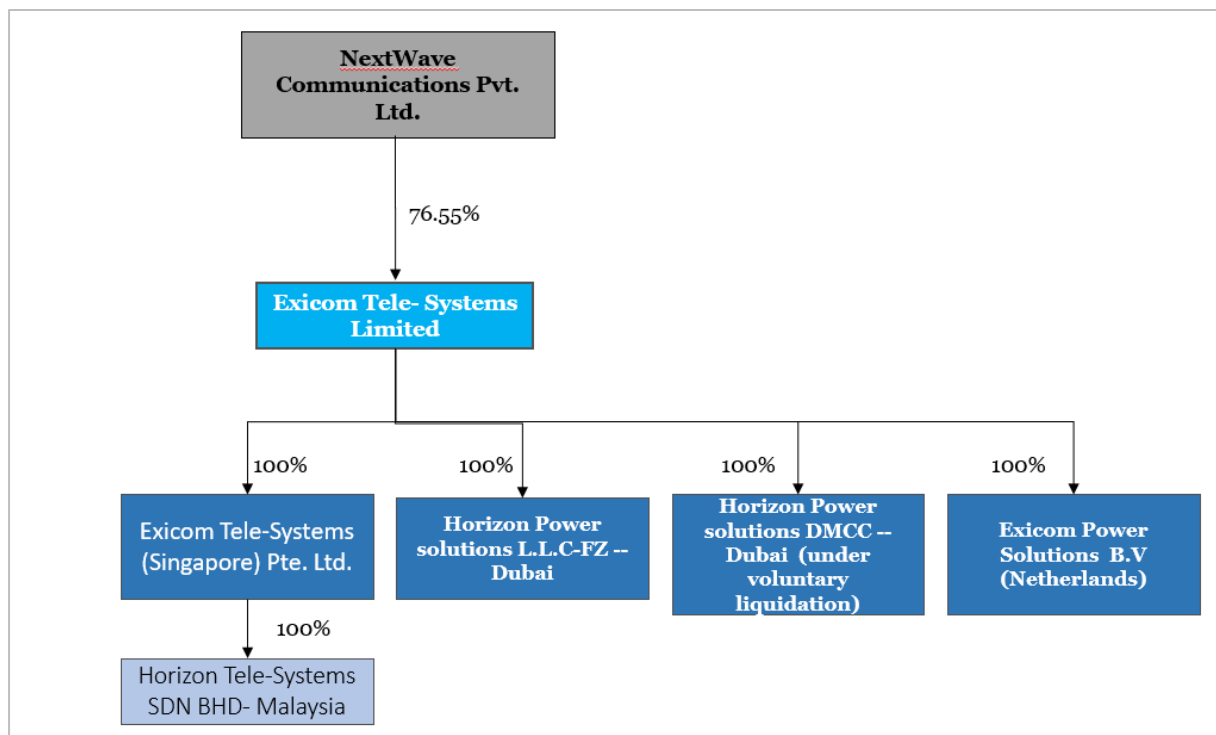 NextWave
Communications Pvt.
Ltd.
76.55%
Exicom Tele- Systems
Limited
100%
100%
100%
100%
Exicom Tele-Systems
(Singapore) Pte. Ltd.
Horizon Power
solutions L.L.C-FZ --
Dubai
Horizon Power
solutions DMCC --
Dubai (under
voluntary
liquidation)
Exicom Power
Solutions B.V
(Netherlands)
100%
Horizon Tele-Systems
SDN BHD- Malaysia